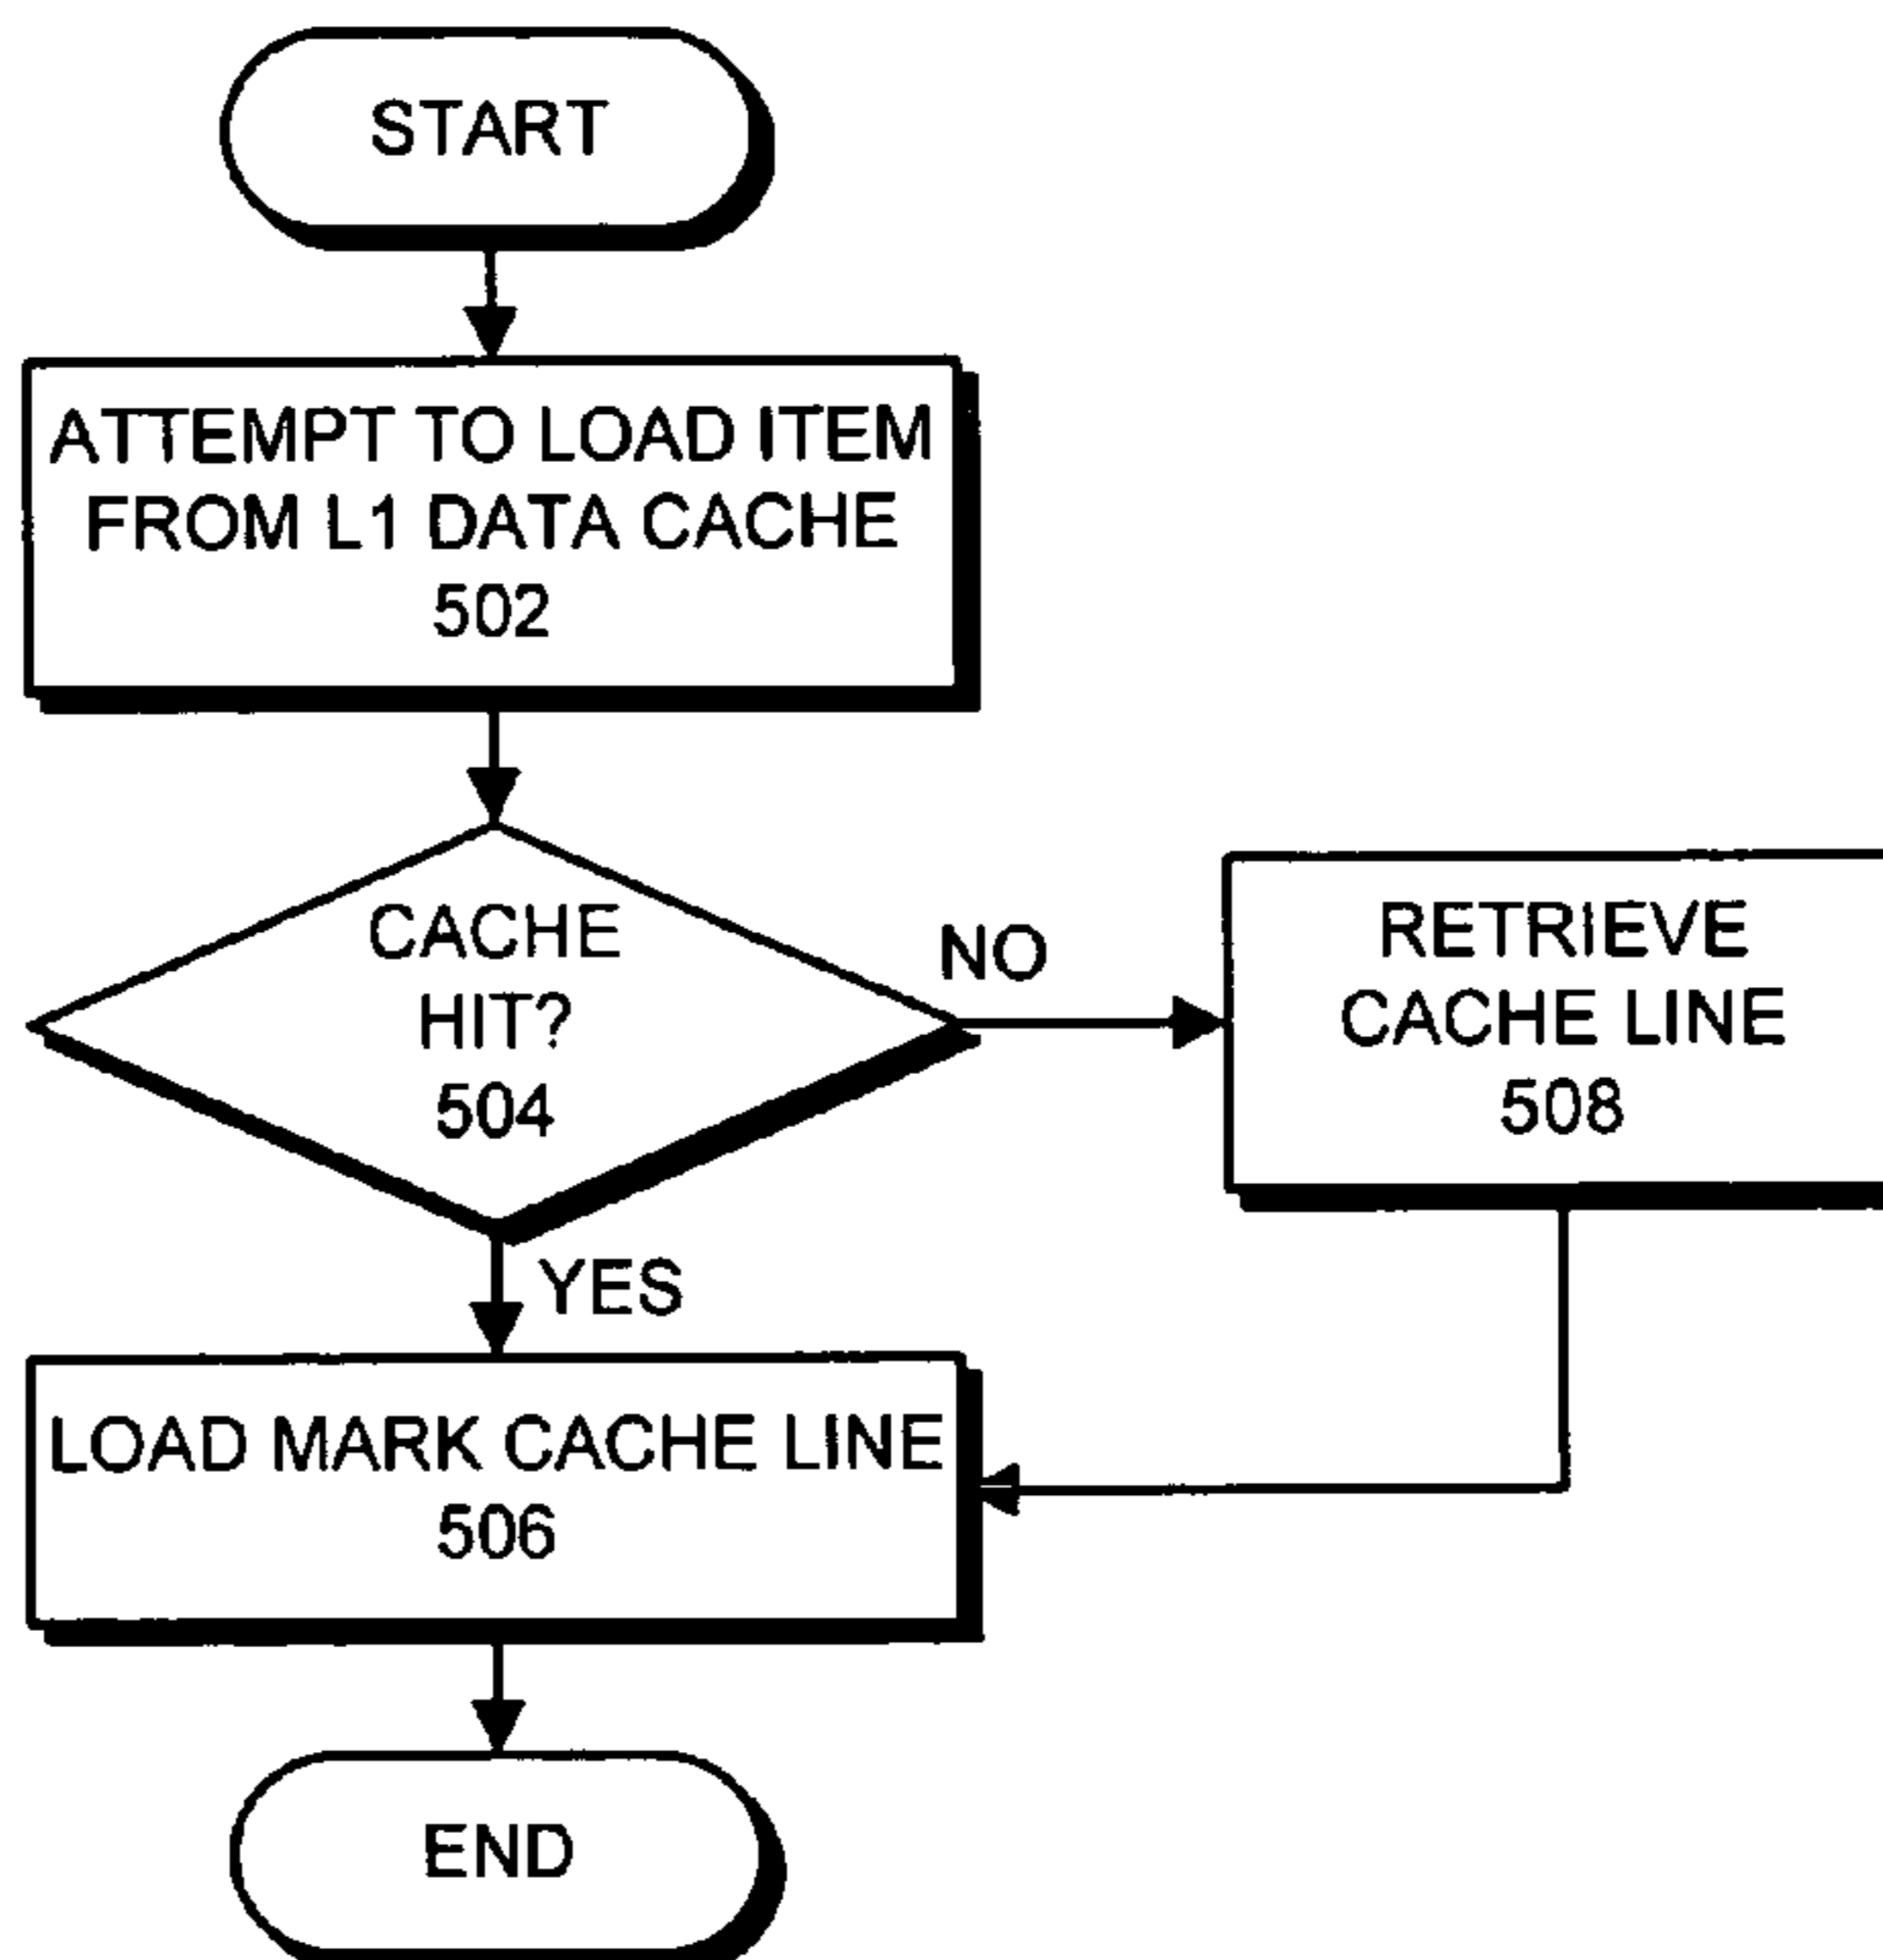 START
ATTEMPT TO LOAD ITEM
FROM L1 DATA CACHE
502
CACHE
HIT?
504
NO
RETRIEVE
CACHE LINE
508
YES
LOAD MARK CACHE LINE
506
END